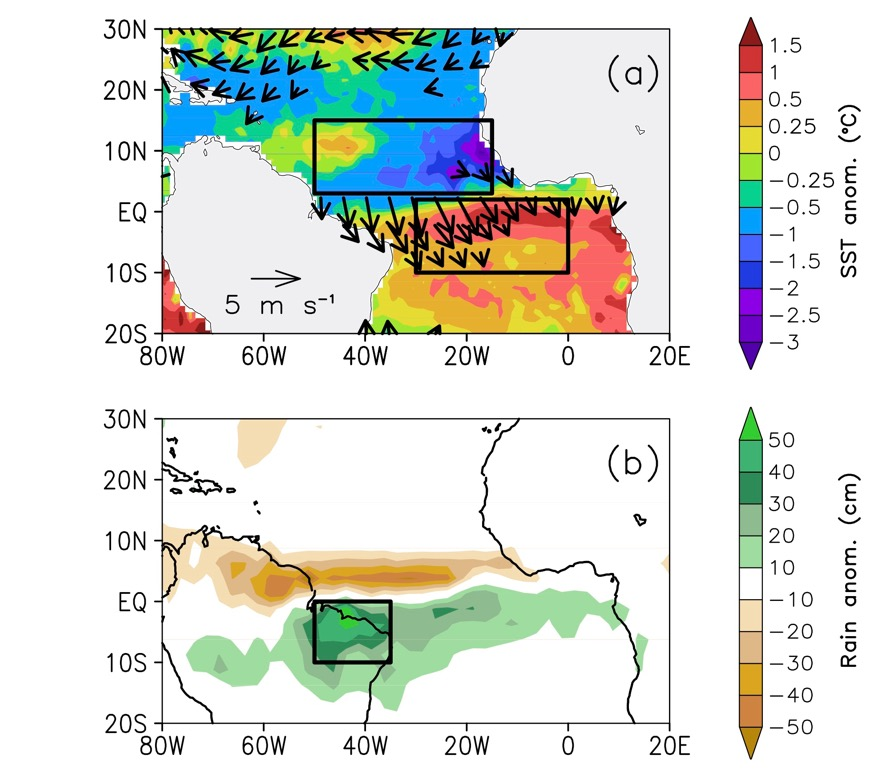 30N
20N
10N
EQ
10S
20S
(a)
5 m s⁻¹
80W 60W 40W 20W 0 20E
1.5
1
0.5
0.25
0
−0.25
−0.5
−1
−1.5
−2
−2.5
−3
SST anom. (°C)
30N
20N
10N
EQ
10S
20S
(b)
80W 60W 40W 20W 0 20E
50
40
30
20
10
−10
−20
−30
−40
−50
Rain anom. (cm)